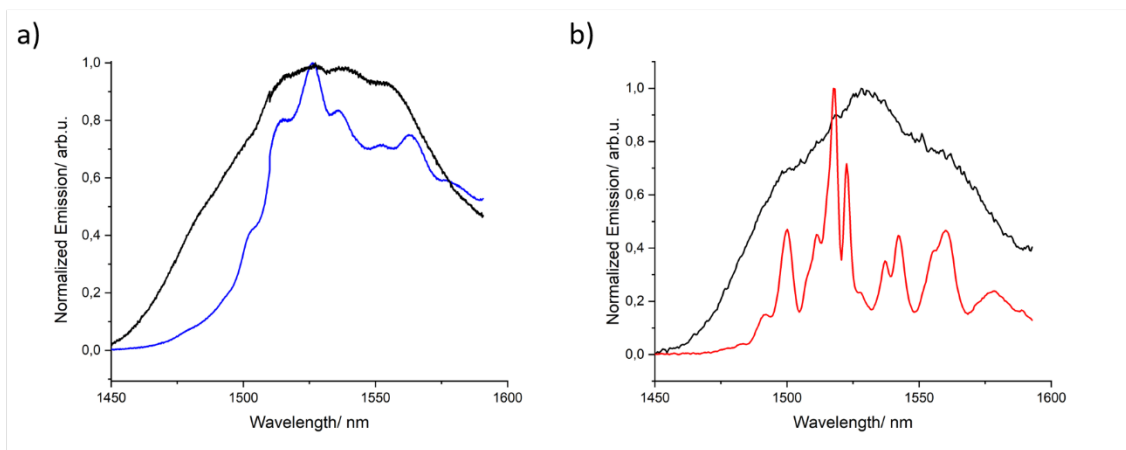 a)
Normalized Emission/ arb.u.
1,0
0,8
0,6
0,4
0,2
0,0
1450 1500 1550 1600
Wavelength/ nm
b)
Normalized Emission/ arb.u.
1,0
0,8
0,6
0,4
0,2
0,0
1450 1500 1550 1600
Wavelength/ nm